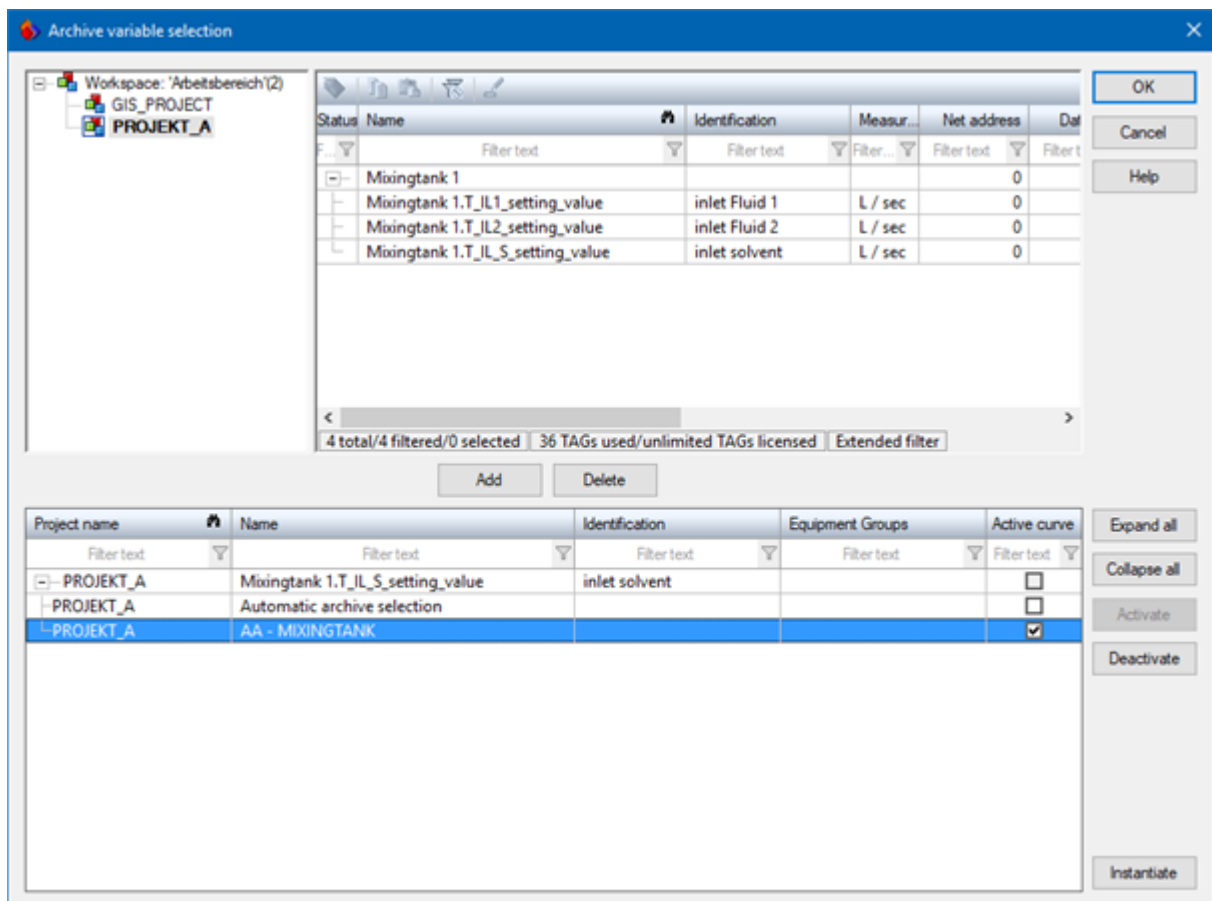 Archive variable selection
Workspace: 'Arbeitsbereich'(2)
GIS_PROJECT
PROJEKT_A
Status Name Identification Measur... Net address Dat
F... Filter text Filter text Filter... Filter text Filter t
Mixingtank 1 0
Mixingtank 1.T_IL1_setting_value inlet Fluid 1 L / sec 0
Mixingtank 1.T_IL2_setting_value inlet Fluid 2 L / sec 0
Mixingtank 1.T_IL_S_setting_value inlet solvent L / sec 0
4 total/4 filtered/0 selected 36 TAGs used/unlimited TAGs licensed Extended filter
OK
Cancel
Help
Add Delete
Project name Name Identification Equipment Groups Active curve
Filter text Filter text Filter text Filter text Filter text
PROJEKT_A Mixingtank 1.T_IL_S_setting_value inlet solvent
PROJEKT_A Automatic archive selection
PROJEKT_A AA - MIXINGTANK
Expand all
Collapse all
Activate
Deactivate
Instantiate